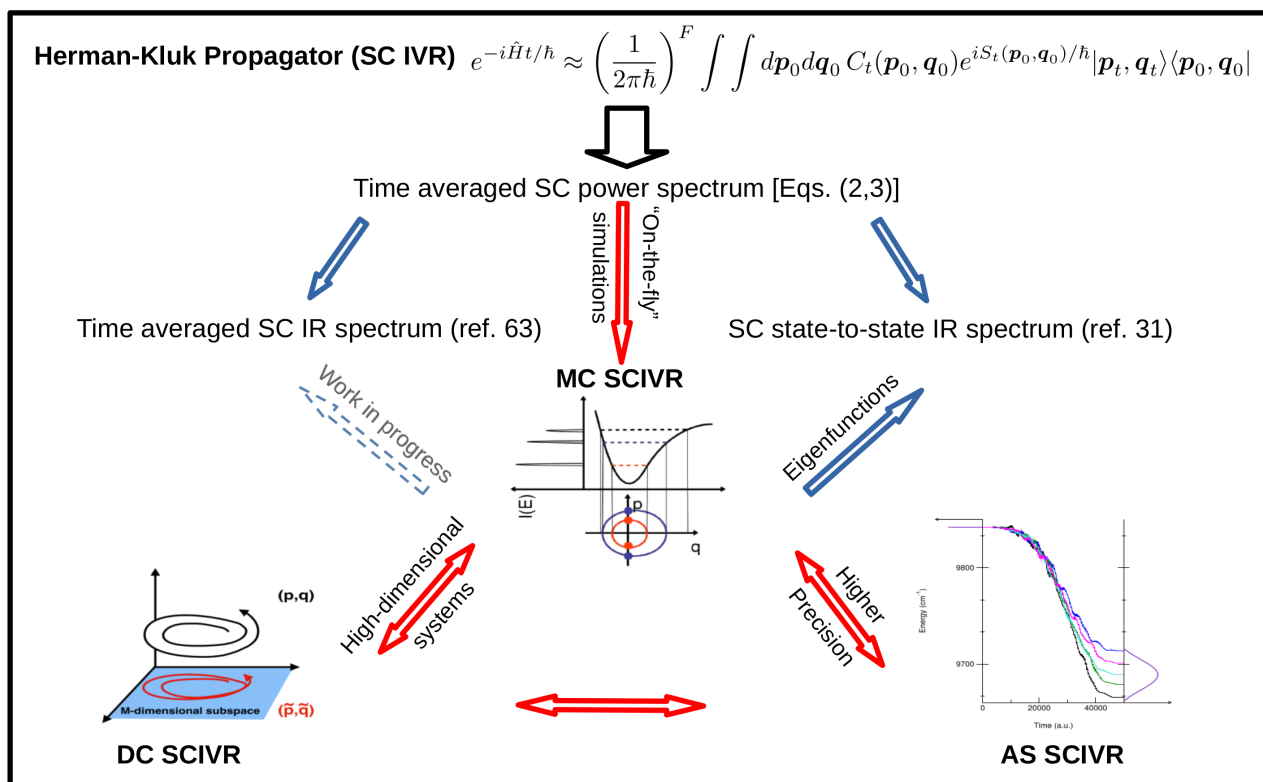 Herman-Kluk Propagator (SC IVR) $e^{-i\hat{H}t/\hbar} \approx \left(\frac{1}{2\pi\hbar}\right)^F \int \int d\boldsymbol{p}_0 d\boldsymbol{q}_0 \, C_t(\boldsymbol{p}_0, \boldsymbol{q}_0) e^{iS_t(\boldsymbol{p}_0,\boldsymbol{q}_0)/\hbar} |\boldsymbol{p}_t, \boldsymbol{q}_t\rangle\langle \boldsymbol{p}_0, \boldsymbol{q}_0|$
Time averaged SC power spectrum [Eqs. (2,3)]
“On-the-fly”
simulations
Time averaged SC IR spectrum (ref. 63)
SC state-to-state IR spectrum (ref. 31)
MC SCIVR
Work in progress
Eigenfunctions
I(E)
p
q
High-dimensional
systems
Higher
Precision
(p,q)
M-dimensional subspace
(p̃,q̃)
Energy (cm⁻¹)
9800
9700
0
20000
40000
Time (a.u.)
DC SCIVR
AS SCIVR